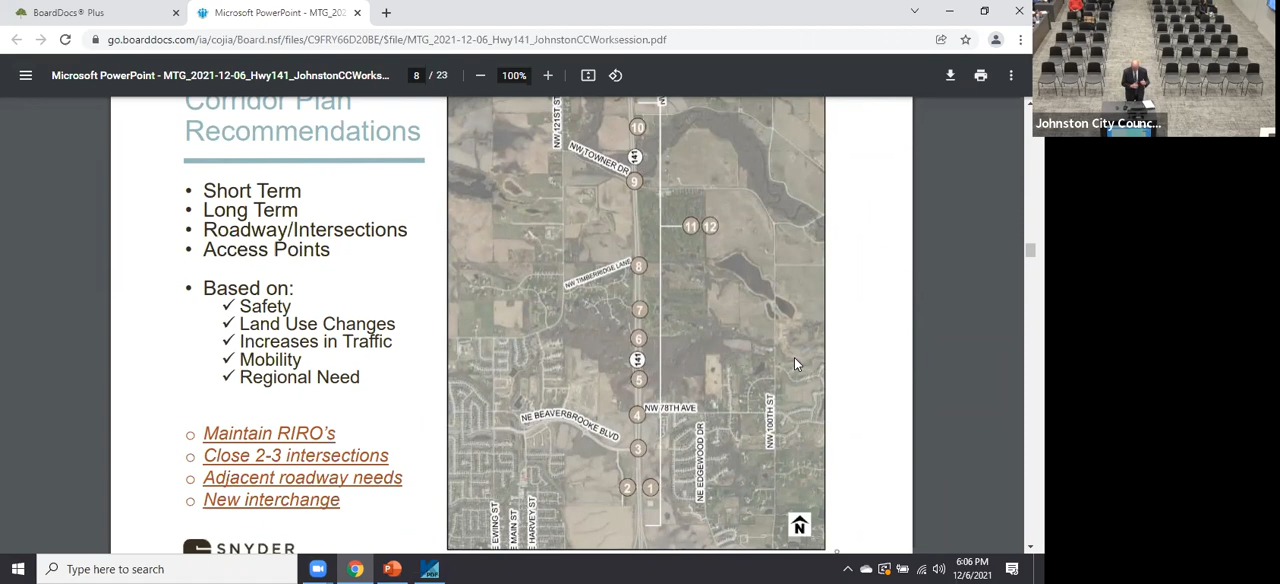 BoardDocs® Plus
Microsoft PowerPoint - MTG_202
go.boarddocs.com/ia/cojia/Board.nsf/files/C9FRY66D20BE/$file/MTG_2021-12-06_Hwy141_JohnstonCCWorksession.pdf
Microsoft PowerPoint - MTG_2021-12-06_Hwy141_JohnstonCCWorks...
8 / 23
100%
Johnston City Counc...
Corridor Plan
Recommendations
• Short Term
• Long Term
• Roadway/Intersections
• Access Points
• Based on:
✓ Safety
✓ Land Use Changes
✓ Increases in Traffic
✓ Mobility
✓ Regional Need
o Maintain RIRO's
o Close 2-3 intersections
o Adjacent roadway needs
o New interchange
SNYDER
NW 121ST ST
10
141
NW TOWNER DR
9
11
12
8
NW TIMBERRIDGE LANE
7
6
141
5
NW 78TH AVE
4
NE BEAVERBROOKE BLVD
3
NE EDGEWOOD DR
NW 100TH ST
2
1
EWING ST
MAIN ST
HARVEY ST
N
Type here to search
6:06 PM
12/6/2021